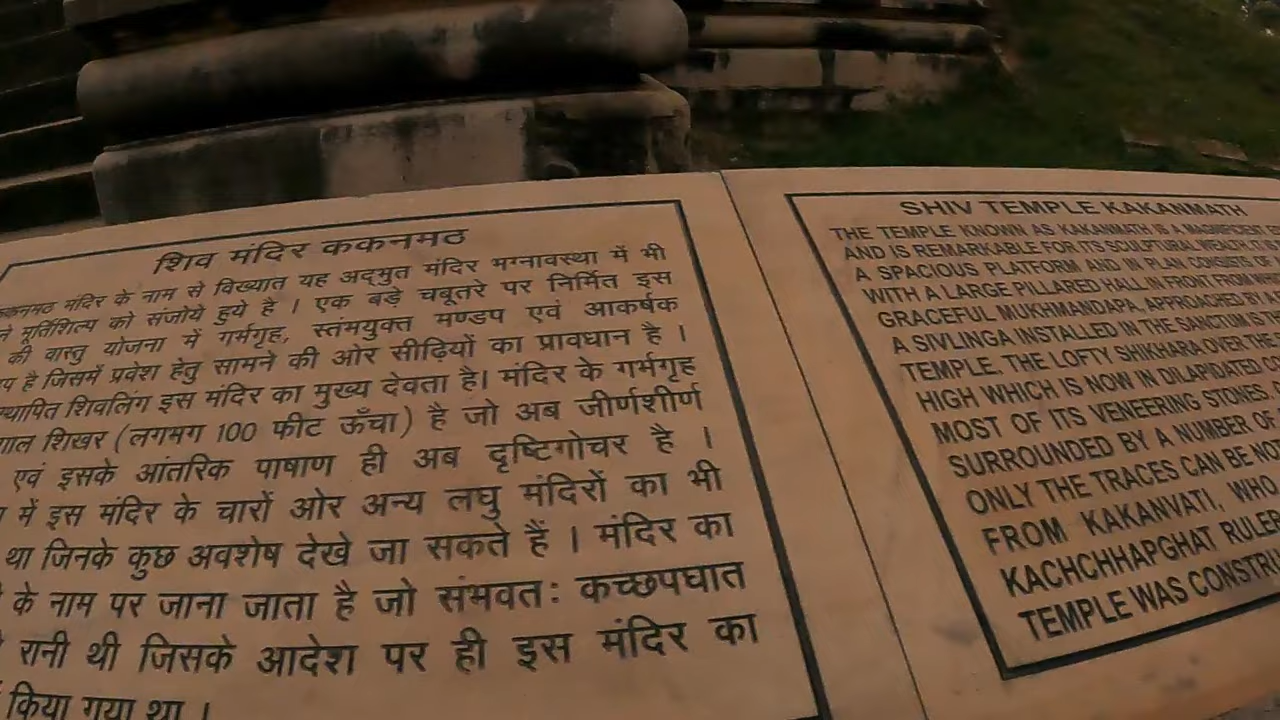 शिव मंदिर ककनमठ
ककनमठ मंदिर के नाम से विख्यात यह अद्भुत मंदिर भग्नावस्था में भी
मूर्तिशिल्प को संजोये हुये है । एक बड़े चबूतरे पर निर्मित इस
की वास्तु योजना में गर्भगृह, स्तभयुक्त मण्डप एवं आकर्षक
है जिसमें प्रवेश हेतु सामने की ओर सीढ़ियों का प्रावधान है ।
स्थापित शिवलिंग इस मंदिर का मुख्य देवता है। मंदिर के गर्भगृह
शिखर (लगभग 100 फीट ऊँचा) है जो अब जीर्णशीर्ण
एवं इसके आंतरिक पाषाण ही अब दृष्टिगोचर है ।
में इस मंदिर के चारों ओर अन्य लघु मंदिरों का भी
था जिनके कुछ अवशेष देखे जा सकते हैं । मंदिर का
के नाम पर जाना जाता है जो संभवतः कच्छपघात
रानी थी जिसके आदेश पर ही इस मंदिर का
किया गया था ।
SHIV TEMPLE KAKANMATH
THE TEMPLE KNOWN AS KAKANMATH IS A MAGNIFICENT
AND IS REMARKABLE FOR ITS SCULPTURAL WEALTH. IT IS
A SPACIOUS PLATFORM AND IN PLAN CONSISTS OF
WITH A LARGE PILLARED HALL IN FRONT FROM WHICH
GRACEFUL MUKHMANDAPA, APPROACHED BY A
A SIVLINGA INSTALLED IN THE SANCTUM IS THE
TEMPLE. THE LOFTY SHIKHARA OVER THE
HIGH WHICH IS NOW IN DILAPIDATED
MOST OF ITS VENEERING STONES.
SURROUNDED BY A NUMBER OF
ONLY THE TRACES CAN BE
FROM KAKANVATI, WHO
KACHCHHAPGHAT RULER
TEMPLE WAS